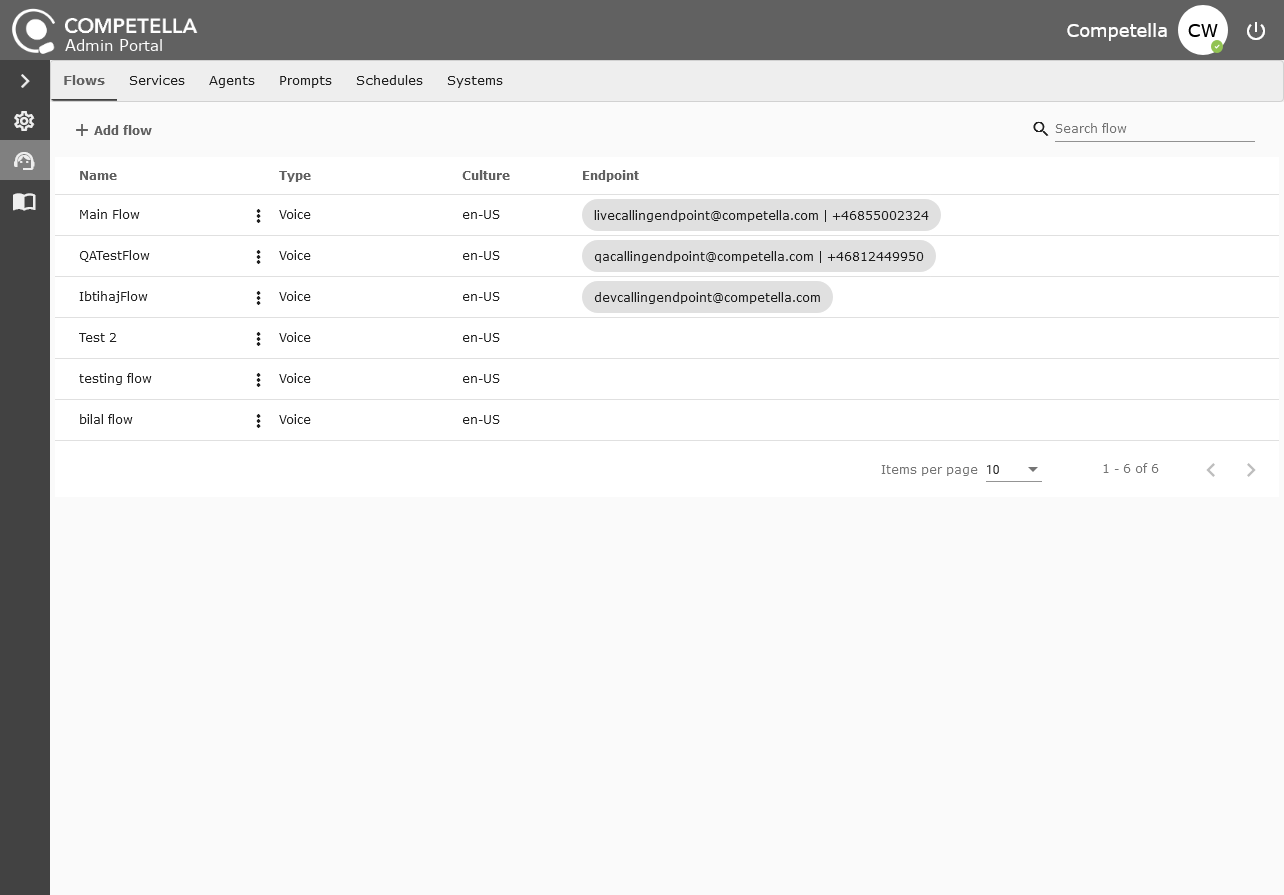 COMPETELLA
Admin Portal
Competella CW
Flows Services Agents Prompts Schedules Systems
Add flow
Search flow
Name Type Culture Endpoint
Main Flow Voice en-US livecallingendpoint@competella.com | +46855002324
QATestFlow Voice en-US qacallingendpoint@competella.com | +46812449950
IbtihajFlow Voice en-US devcallingendpoint@competella.com
Test 2 Voice en-US
testing flow Voice en-US
bilal flow Voice en-US
Items per page 10 1 - 6 of 6